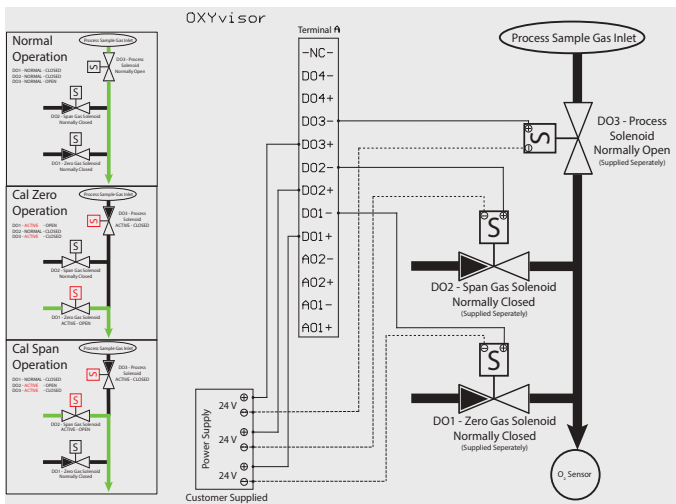 OXYvisor
Normal
Operation
DO1 - NORMAL - CLOSED
DO2 - NORMAL - CLOSED
DO3 - NORMAL - OPEN
Process Sample Gas Inlet
DO3 - Process
Solenoid
Normally Open
S
S
DO2 - Span Gas Solenoid
Normally Closed
S
DO1 - Zero Gas Solenoid
Normally Closed
Cal Zero
Operation
DO1 - ACTIVE - OPEN
DO2 - NORMAL - CLOSED
DO3 - ACTIVE - CLOSED
Process Sample Gas Inlet
DO3 - Process
Solenoid
ACTIVE - CLOSED
S
S
DO2 - Span Gas Solenoid
Normally Closed
S
DO1 - Zero Gas Solenoid
ACTIVE - OPEN
Cal Span
Operation
DO1 - NORMAL - CLOSED
DO2 - ACTIVE - OPEN
DO3 - ACTIVE - CLOSED
Process Sample Gas Inlet
DO3 - Process
Solenoid
ACTIVE - CLOSED
S
S
DO2 - Span Gas Solenoid
ACTIVE - OPEN
S
DO1 - Zero Gas Solenoid
Normally Closed
Terminal A
-NC-
DO4-
DO4+
DO3-
DO3+
DO2-
DO2+
DO1-
DO1+
AO2-
AO2+
AO1-
AO1+
Power Supply
24 V
24 V
24 V
Customer Supplied
Process Sample Gas Inlet
S
DO3 - Process
Solenoid
Normally Open
(Supplied Seperately)
S
DO2 - Span Gas Solenoid
Normally Closed
(Supplied Seperately)
S
DO1 - Zero Gas Solenoid
Normally Closed
(Supplied Seperately)
O₂ Sensor